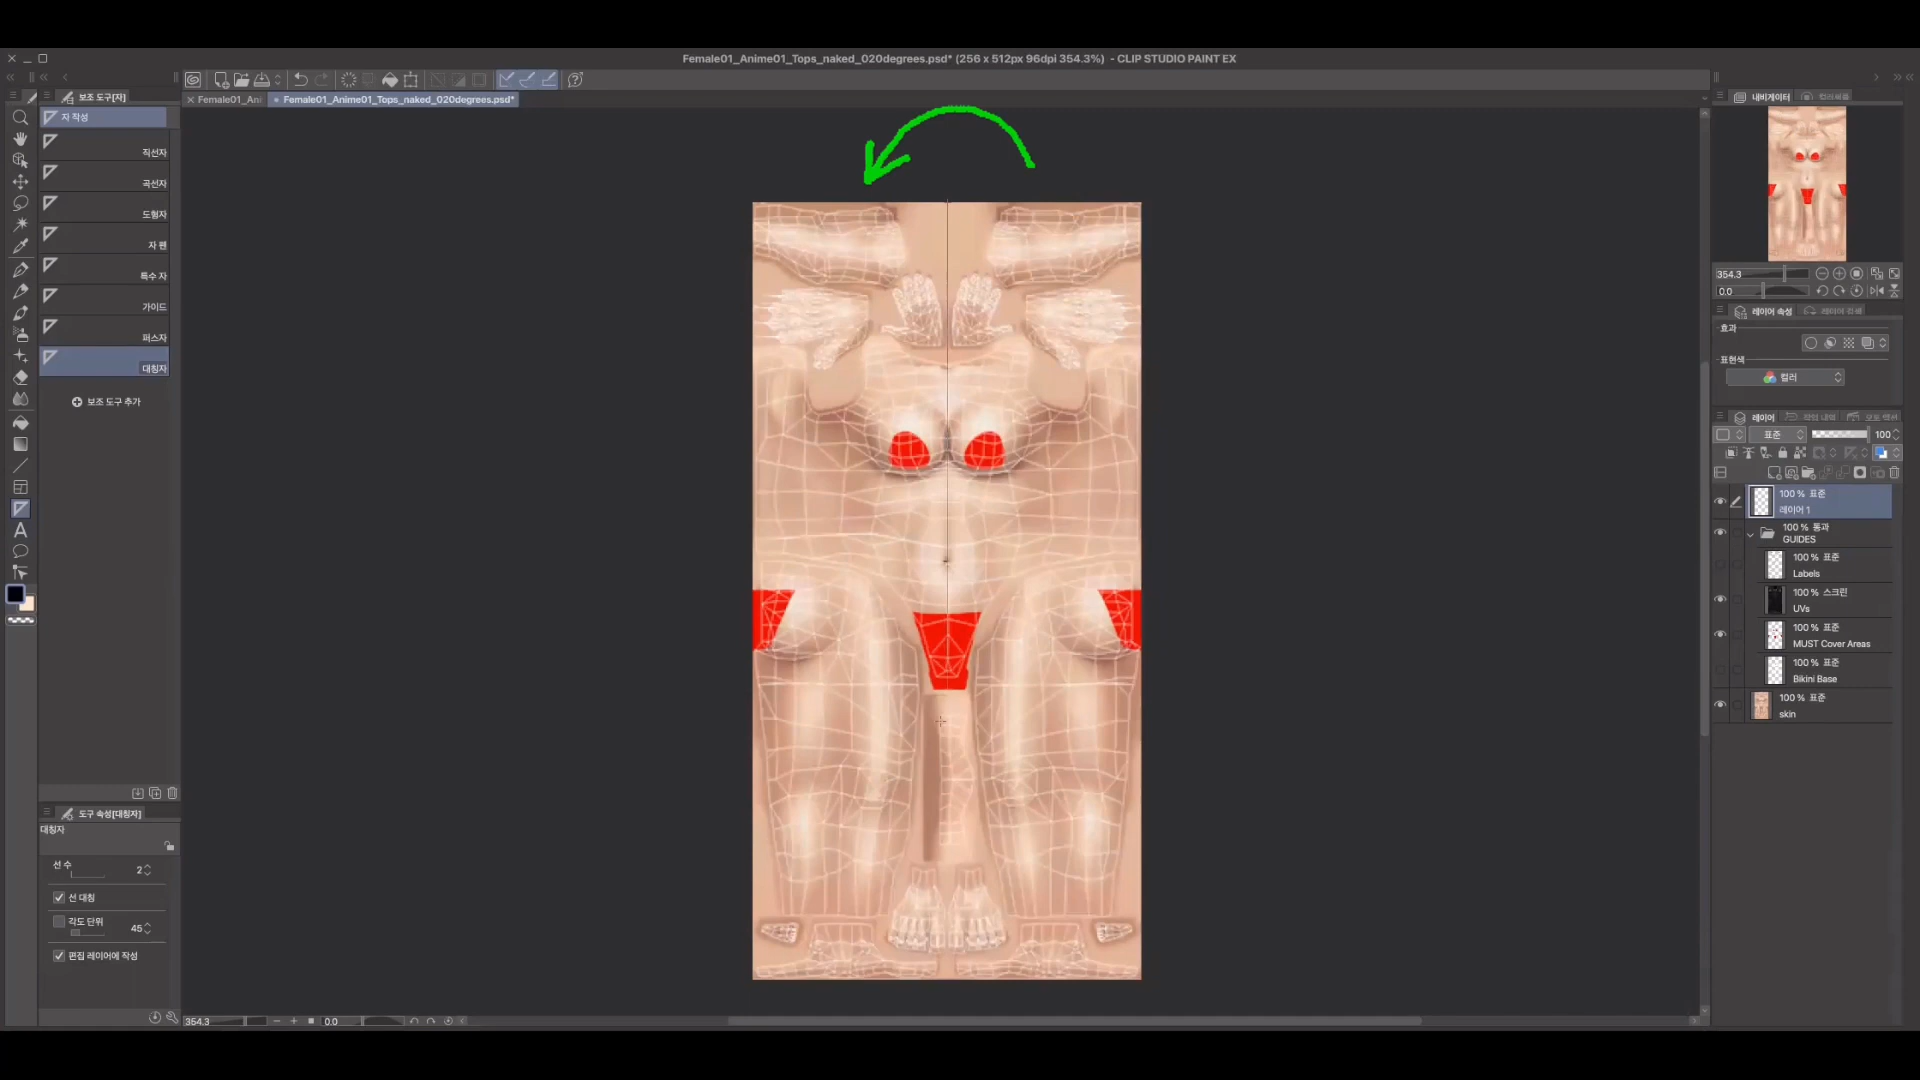 Female01_Anime01_Tops_naked_020degrees.psd* (256 x 512px 96dpi 354.3%) - CLIP STUDIO PAINT EX
보조 도구[자]
Female01_Ani
Female01_Anime01_Tops_naked_020degrees.psd*
내비게이터
자 작성
직선자
곡선자
도형자
자 펜
특수 자
가이드
퍼스자
대칭자
보조 도구 추가
354.3
0.0
레이어 속성
효과
표현색
컬러
레이어
표준
100
100 % 표준
레이어 1
100 % 통과
GUIDES
100 % 표준
Labels
100 % 스크린
UVs
100 % 표준
MUST Cover Areas
100 % 표준
Bikini Base
100 % 표준
skin
도구 속성[대칭자]
대칭자
선 수
2
선 대칭
각도 단위
45
편집 레이어에 작성
354.3
0.0